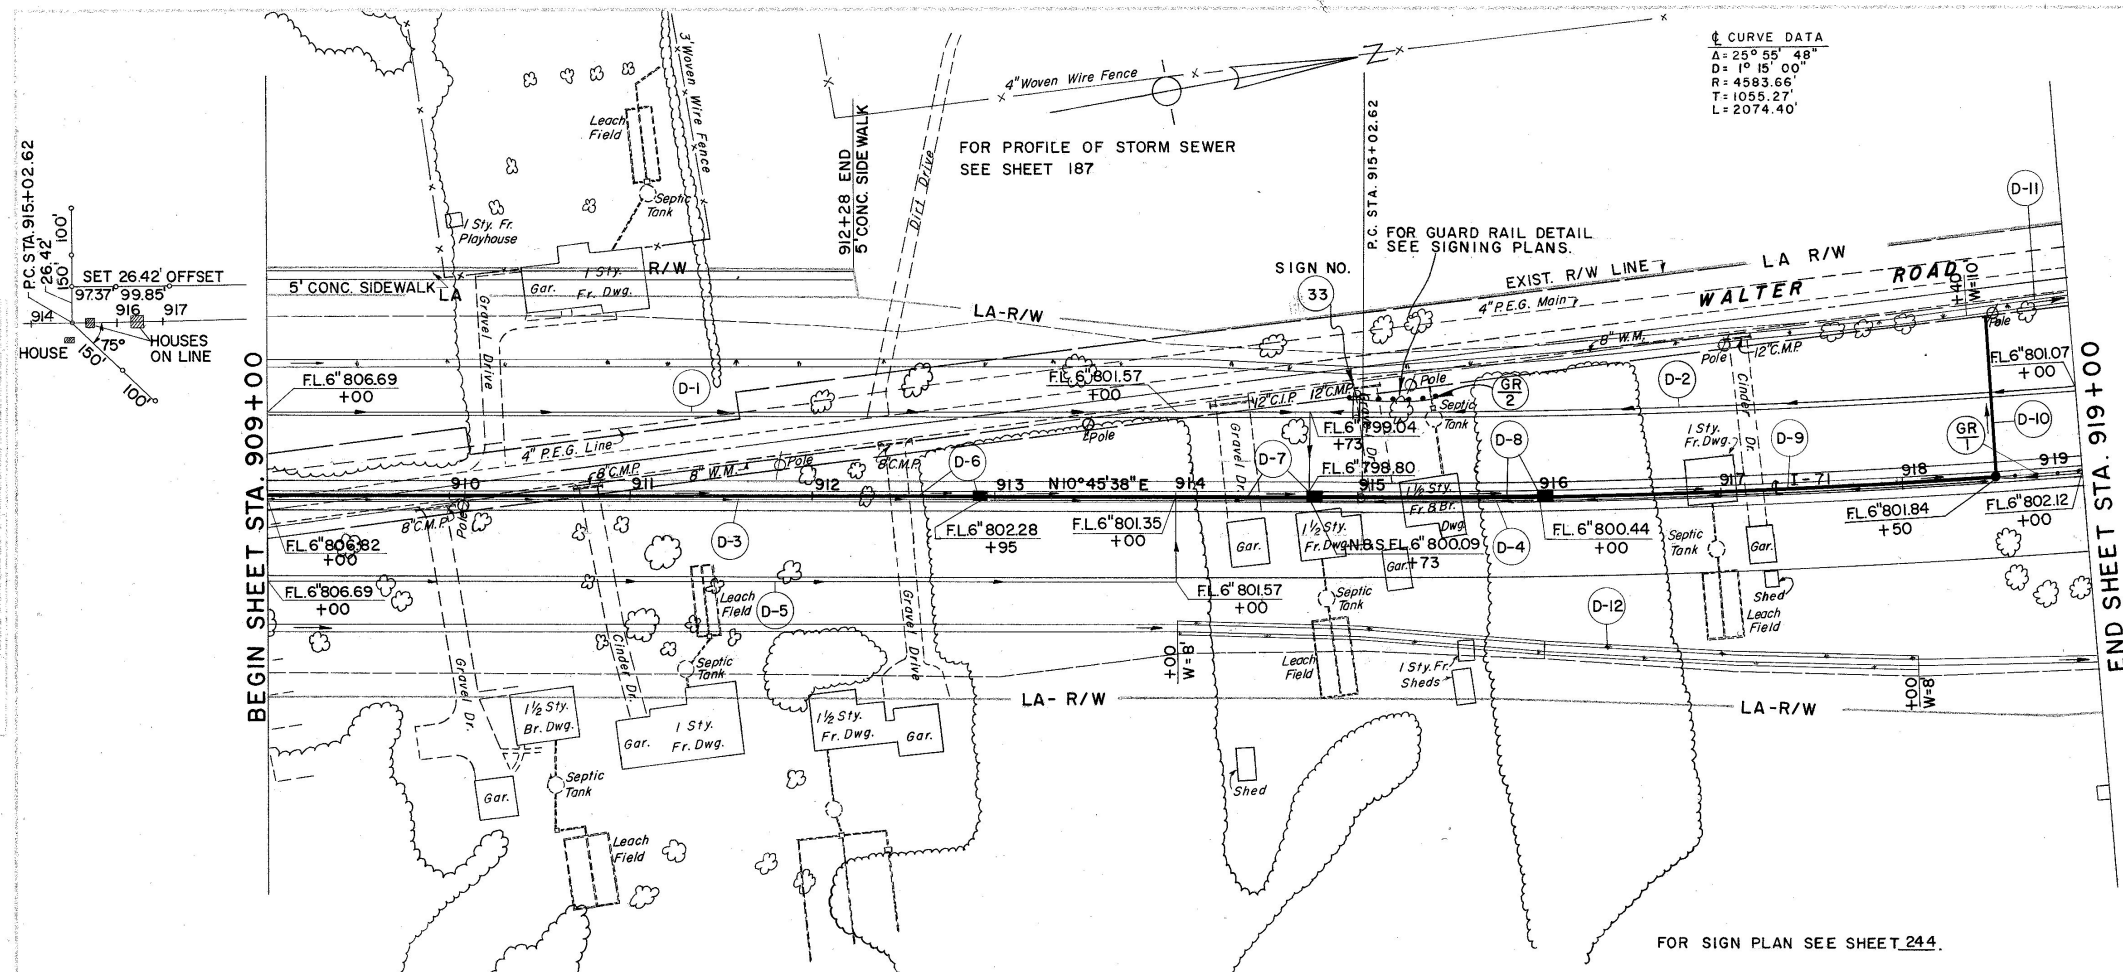 ℄ CURVE DATA
Δ= 25° 55' 48"
D= 1° 15' 00"
R= 4583.66'
T= 1055.27'
L= 2074.40'
Z
4" Woven Wire Fence
3' Woven Wire Fence
FOR PROFILE OF STORM SEWER
SEE SHEET 187
912+28 END
5' CONC. SIDEWALK
Dirt Drive
P.C. STA. 915+02.62
FOR GUARD RAIL DETAIL
SEE SIGNING PLANS.
SIGN NO.
33
EXIST. R/W LINE
LA R/W
WALTER ROAD
4" P.E.G. Main
+40
W=10'
D-11
Leach
Field
Septic
Tank
1 Sty. Fr.
Playhouse
1 Sty.
Fr. Dwg.
Gar.
R/W
5' CONC. SIDEWALK
LA
Gravel Drive
LA-R/W
P.C. STA. 915+02.62
26.42'
150'
100'
SET 26.42' OFFSET
97.37'
99.85'
914
916
917
HOUSE
75°
HOUSES
ON LINE
150'
100'
BEGIN SHEET STA. 909+00
F.L.6" 806.69
+00
D-1
F.L.6" 801.57
+00
12" C.I.P.
12" C.M.P.
Pole
GR
2
Septic
Tank
8" W.M.
Pole
12" C.M.P.
D-2
Pole
F.L.6" 801.07
+00
4" P.E.G. Line
8" C.M.P.
8" W.M.
Pole
8" C.M.P.
Pole
D-6
Gravel Dr.
D-7
F.L.6" 799.04
+73
F.L.6" 798.80
D-8
1 Sty.
Fr. Dwg.
Cinder Dr.
D-9
GR
1
D-10
910
911
912
913
N10°45'38"E
914
915
916
917
℄ I-71
918
919
8" C.M.P.
Pole
F.L.6" 806.82
+00
D-3
F.L.6" 802.28
+95
F.L.6" 801.35
+00
Gar.
1½ Sty.
Fr. Dwg.
1½ Sty.
Fr. B. Br.
Dwg.
N.B.S. F.L.6" 800.09
+73
Gar.
D-4
F.L.6" 800.44
+00
Septic
Tank
Gar.
F.L.6" 801.84
+50
F.L.6" 802.12
+00
END SHEET STA. 919+00
F.L.6" 806.69
+00
Leach
Field
D-5
F.L.6" 801.57
+00
Septic
Tank
D-12
Shed
Leach
Field
Gravel Dr.
Cinder Dr.
Septic
Tank
Gravel Drive
+00
W=8'
Leach
Field
1 Sty. Fr.
Sheds
+00
W=8'
LA- R/W
LA-R/W
1½ Sty.
Br. Dwg.
Gar.
1 Sty.
Fr. Dwg.
1½ Sty.
Fr. Dwg.
Gar.
Gar.
Septic
Tank
Shed
Leach
Field
FOR SIGN PLAN SEE SHEET 244.